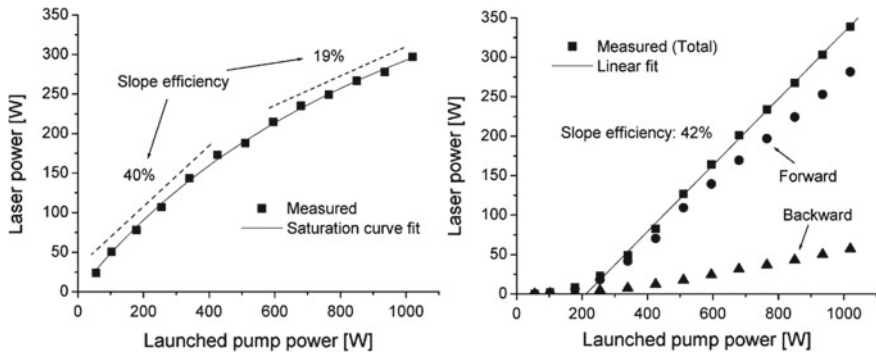 350
300
250
200
150
100
50
0
Laser power [W]
19%
Slope efficiency
40%
Measured
Saturation curve fit
0 200 400 600 800 1000
Launched pump power [W]
350
300
250
200
150
100
50
0
Laser power [W]
Measured (Total)
Linear fit
Slope efficiency: 42%
Forward
Backward
0 200 400 600 800 1000
Launched pump power [W]